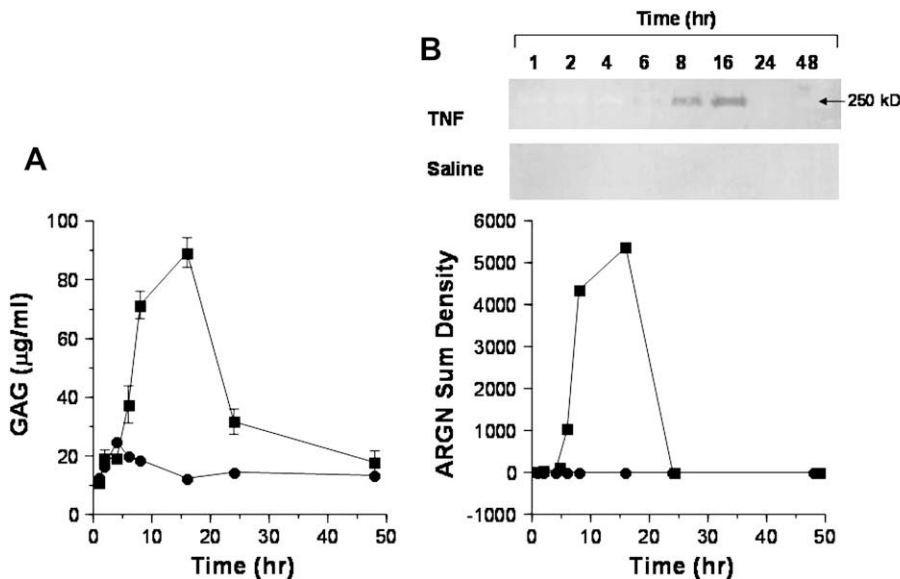 A
GAG (μg/ml)
100
80
60
40
20
0
0 10 20 30 40 50
Time (hr)
B
Time (hr)
1 2 4 6 8 16 24 48
TNF
250 kD
Saline
ARGN Sum Density
6000
5000
4000
3000
2000
1000
0
-1000
0 10 20 30 40 50
Time (hr)